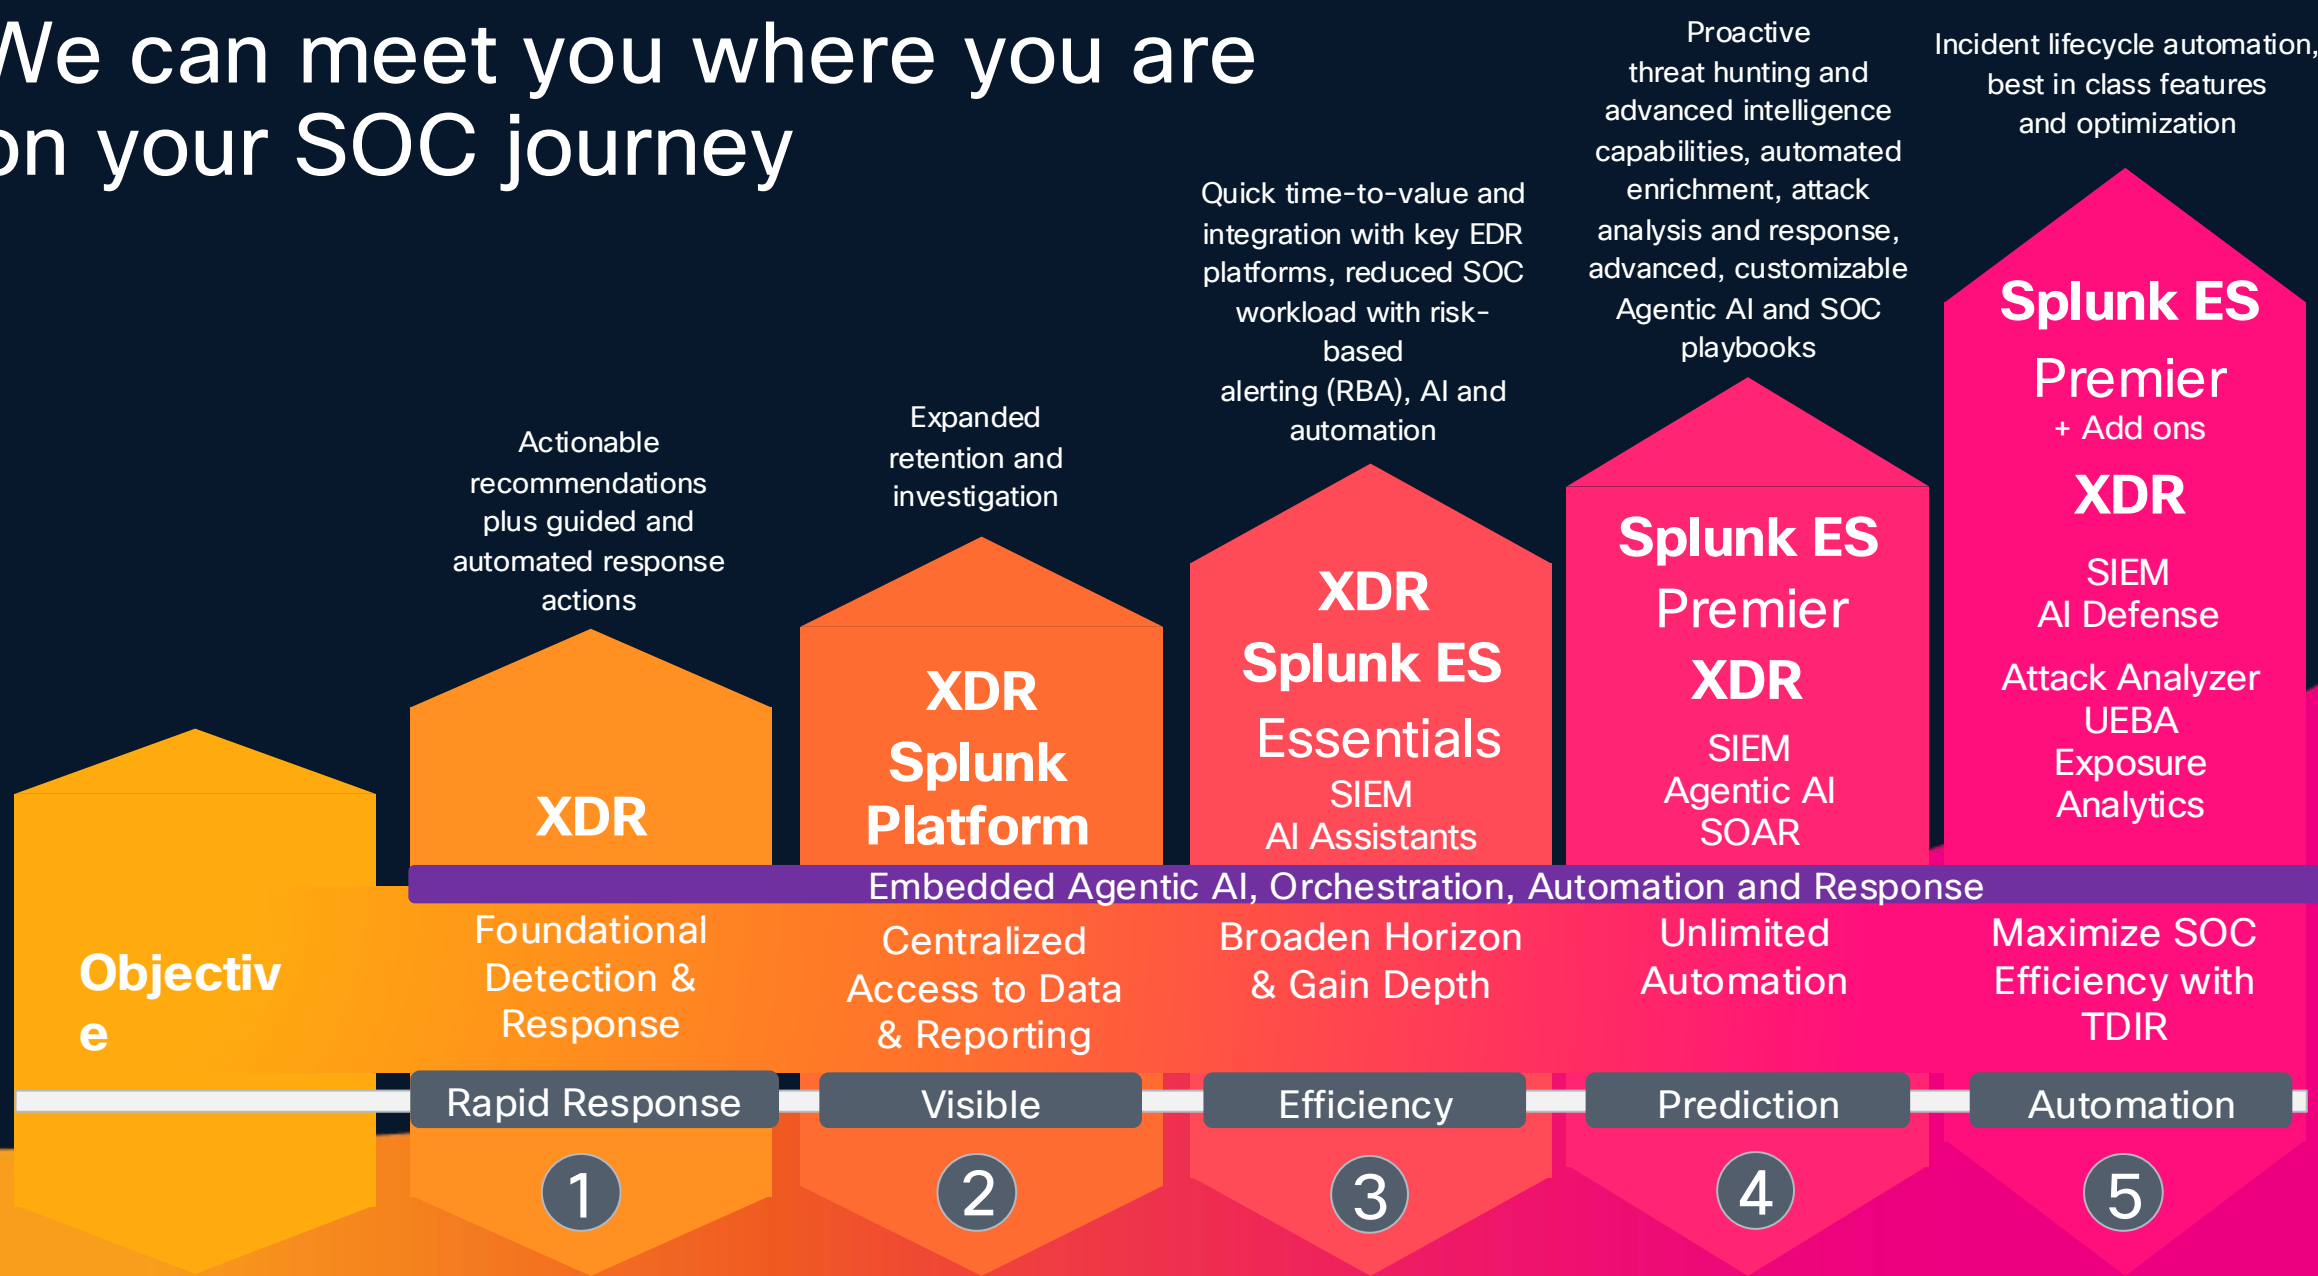 We can meet you where you are
on your SOC journey
Actionable
recommendations
plus guided and
automated response
actions
Expanded
retention and
investigation
Quick time-to-value and
integration with key EDR
platforms, reduced SOC
workload with risk-
based
alerting (RBA), AI and
automation
Proactive
threat hunting and
advanced intelligence
capabilities, automated
enrichment, attack
analysis and response,
advanced, customizable
Agentic AI and SOC
playbooks
Incident lifecycle automation,
best in class features
and optimization
XDR
XDR
Splunk
Platform
XDR
Splunk ES
Essentials
SIEM
AI Assistants
Splunk ES
Premier
XDR
SIEM
Agentic AI
SOAR
Splunk ES
Premier
+ Add ons
XDR
SIEM
AI Defense
Attack Analyzer
UEBA
Exposure
Analytics
Embedded Agentic AI, Orchestration, Automation and Response
Objectiv
e
Foundational
Detection &
Response
Centralized
Access to Data
& Reporting
Broaden Horizon
& Gain Depth
Unlimited
Automation
Maximize SOC
Efficiency with
TDIR
Rapid Response
Visible
Efficiency
Prediction
Automation
1
2
3
4
5